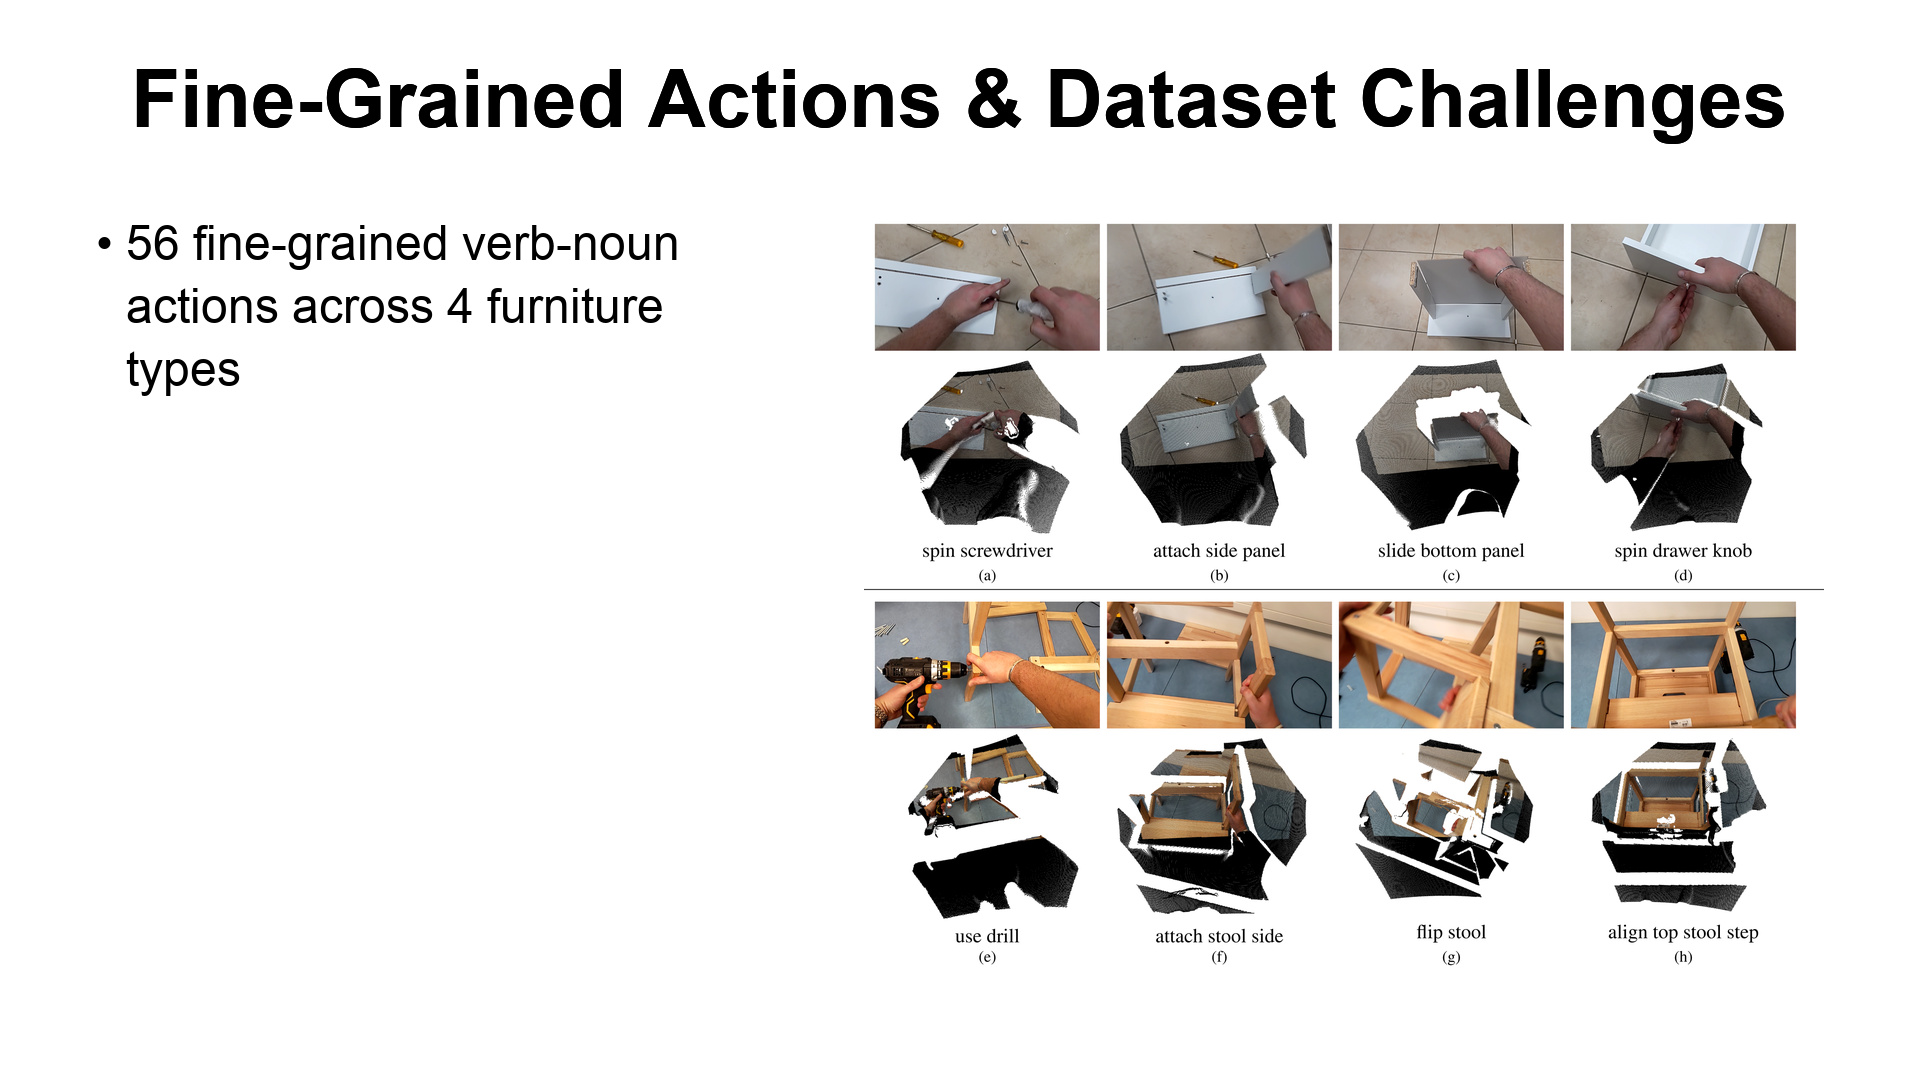 Fine-Grained Actions & Dataset Challenges
• 56 fine-grained verb-noun
actions across 4 furniture
types
spin screwdriver
(a)
attach side panel
(b)
slide bottom panel
(c)
spin drawer knob
(d)
use drill
(e)
attach stool side
(f)
flip stool
(g)
align top stool step
(h)